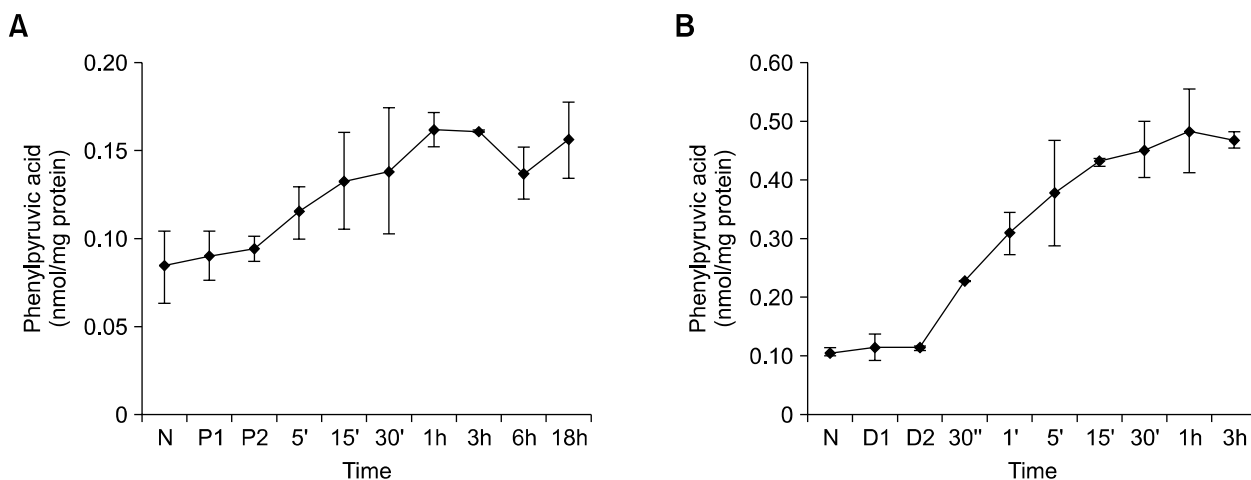 A
Phenylpyruvic acid
(nmol/mg protein)
0.20
0.15
0.10
0.05
0
N P1 P2 5' 15' 30' 1h 3h 6h 18h
Time
B
Phenylpyruvic acid
(nmol/mg protein)
0.60
0.50
0.40
0.30
0.20
0.10
0
N D1 D2 30" 1' 5' 15' 30' 1h 3h
Time